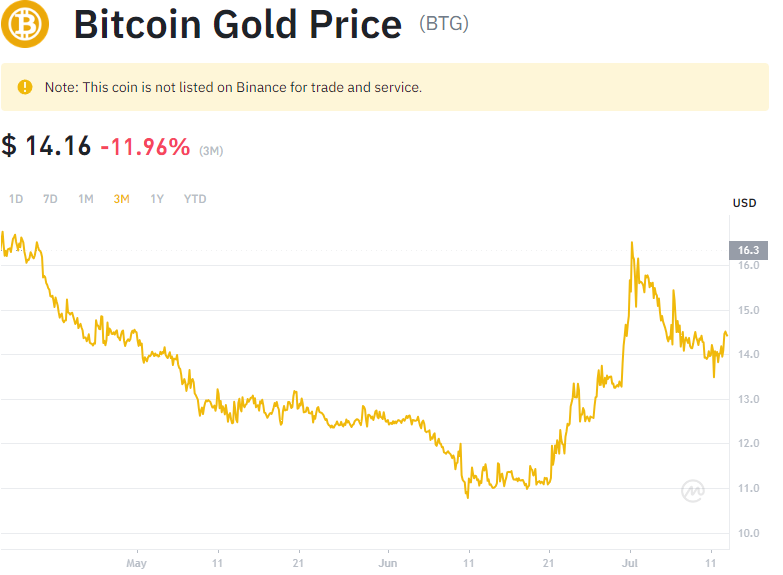 Bitcoin Gold Price (BTG)
Note: This coin is not listed on Binance for trade and service.
$ 14.16 -11.96% (3M)
1D 7D 1M 3M 1Y YTD
USD
16.3
16.0
15.0
14.0
13.0
12.0
11.0
10.0
May 11 21 Jun 11 21 Jul 11